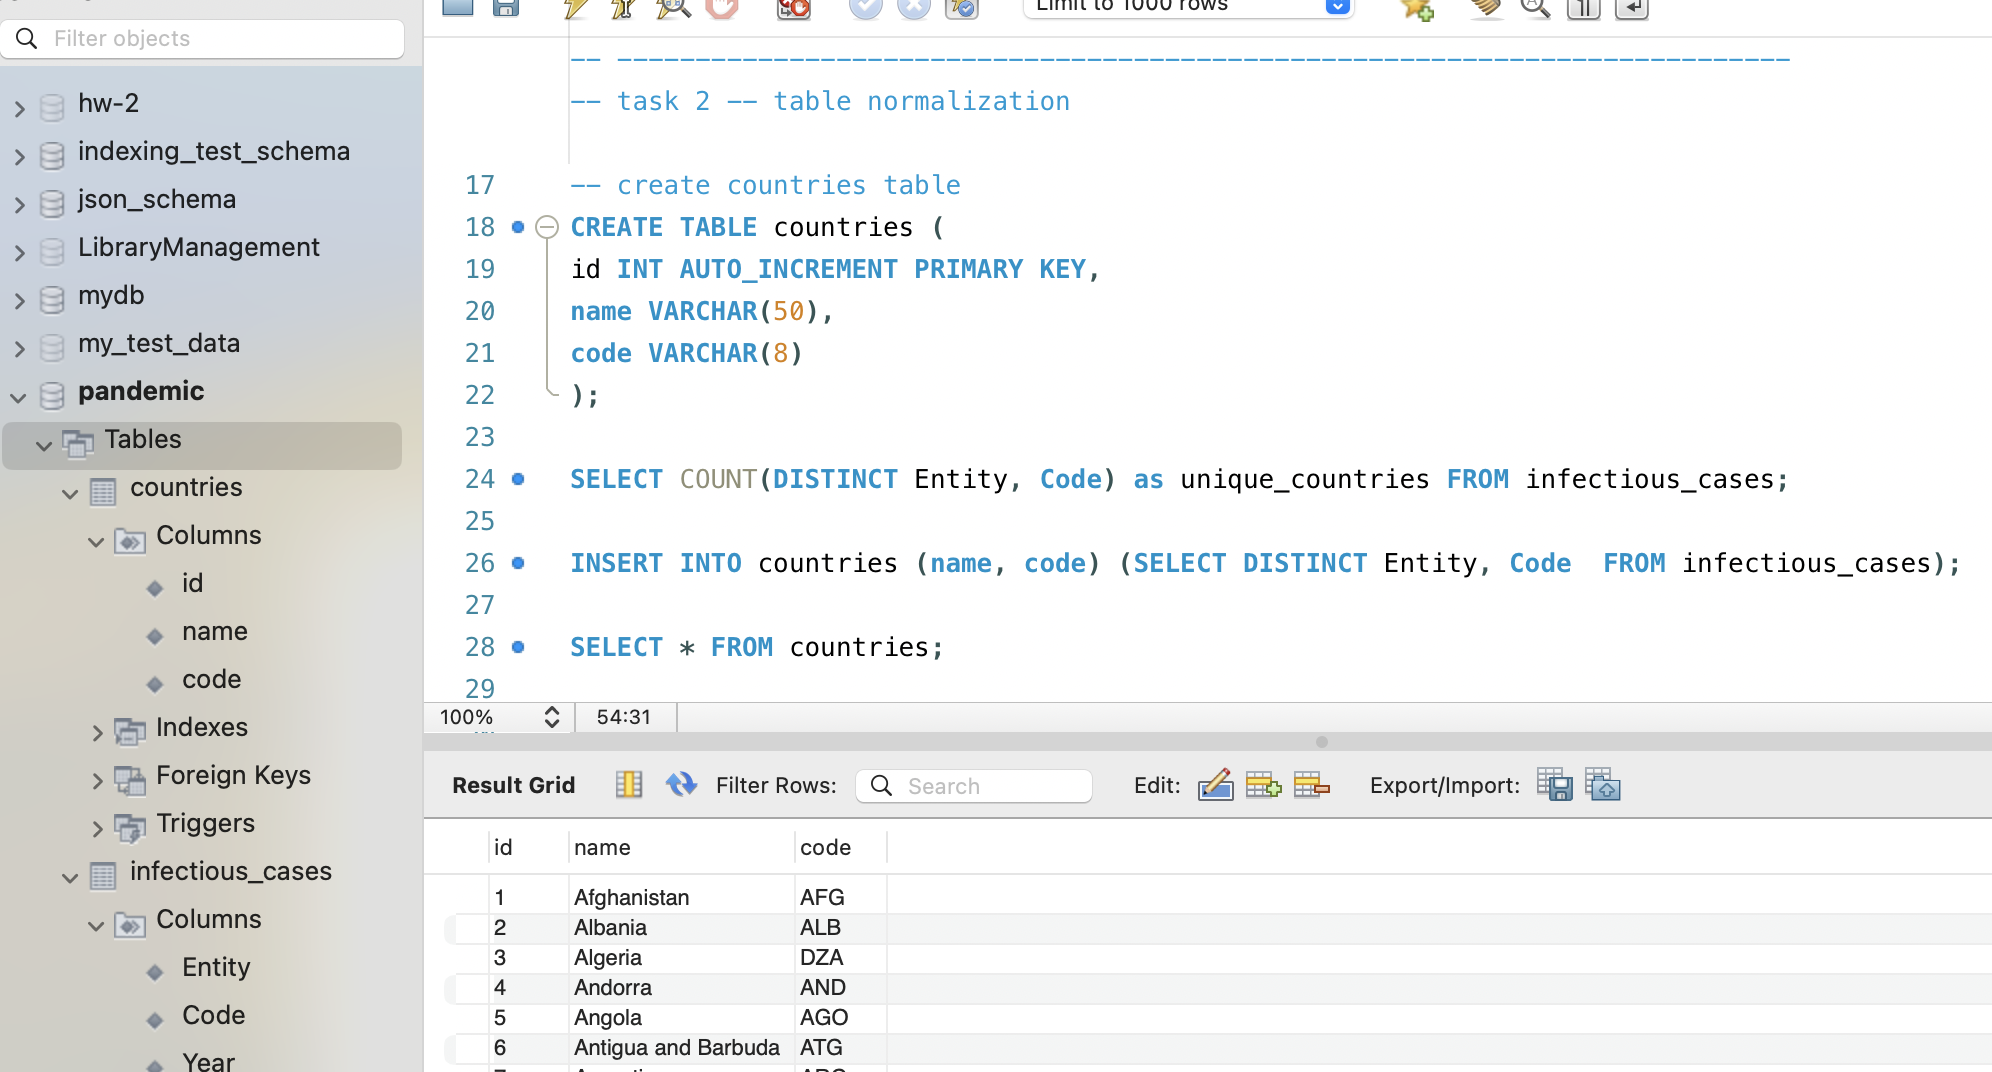 Filter objects
hw-2
indexing_test_schema
json_schema
LibraryManagement
mydb
my_test_data
pandemic
Tables
countries
Columns
id
name
code
Indexes
Foreign Keys
Triggers
infectious_cases
Columns
Entity
Code
Year
Limit to 1000 rows
-- ---------------------------------------------------------------------------
-- task 2 -- table normalization
17 -- create countries table
18 CREATE TABLE countries (
19 id INT AUTO_INCREMENT PRIMARY KEY,
20 name VARCHAR(50),
21 code VARCHAR(8)
22 );
23
24 SELECT COUNT(DISTINCT Entity, Code) as unique_countries FROM infectious_cases;
25
26 INSERT INTO countries (name, code) (SELECT DISTINCT Entity, Code  FROM infectious_cases);
27
28 SELECT * FROM countries;
29
100% 54:31
Result Grid Filter Rows: Search Edit: Export/Import:
id name code
1 Afghanistan AFG
2 Albania ALB
3 Algeria DZA
4 Andorra AND
5 Angola AGO
6 Antigua and Barbuda ATG